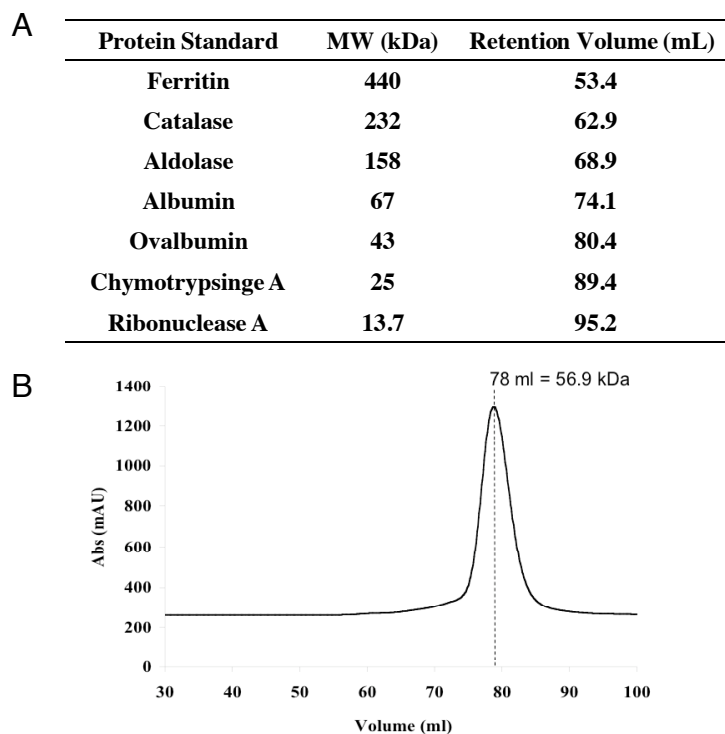 A
Protein Standard MW (kDa) Retention Volume (mL)
Ferritin 440 53.4
Catalase 232 62.9
Aldolase 158 68.9
Albumin 67 74.1
Ovalbumin 43 80.4
Chymotrypsinge A 25 89.4
Ribonuclease A 13.7 95.2
B
78 ml = 56.9 kDa
1400
1200
1000
800
600
400
200
0
Abs (mAU)
30 40 50 60 70 80 90 100
Volume (ml)